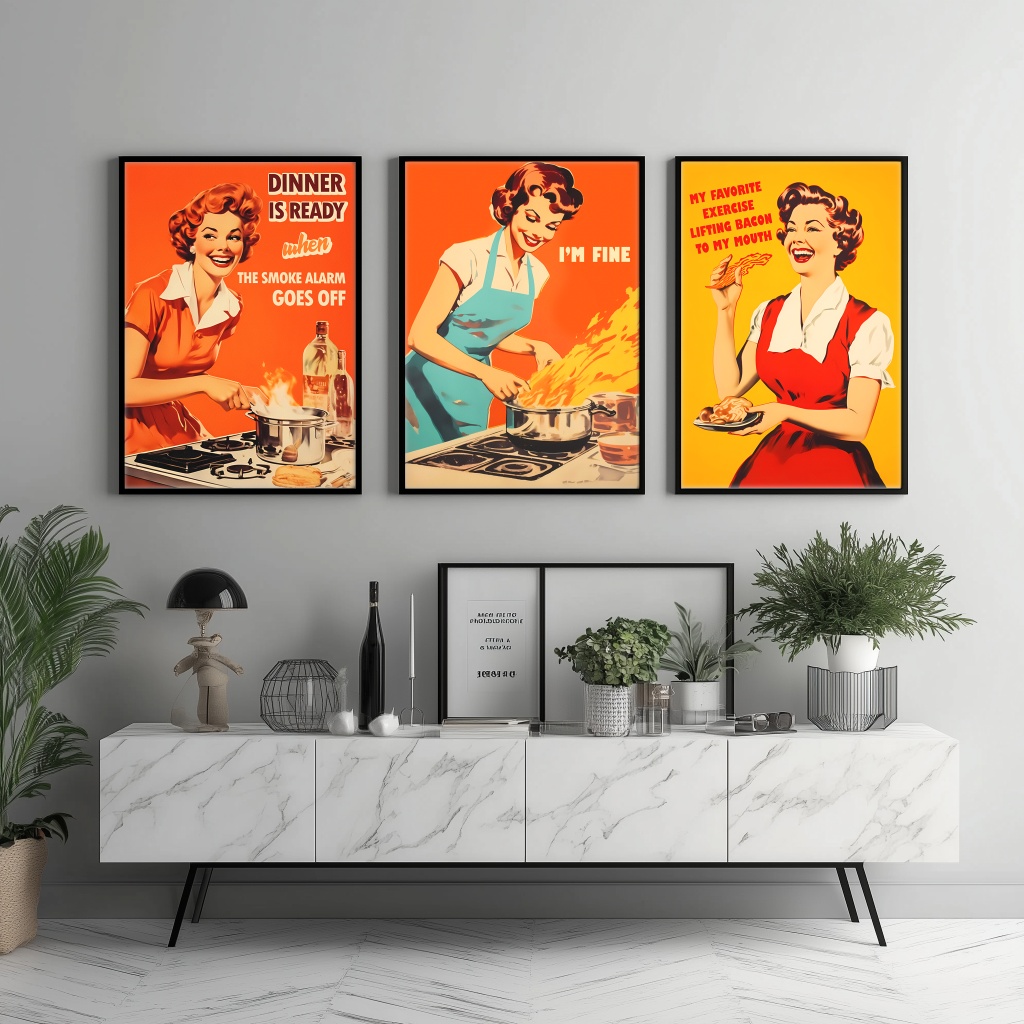 DINNER
IS READY
when
THE SMOKE ALARM
GOES OFF
I'M FINE
MY FAVORITE
EXERCISE
LIFTING BACON
TO MY MOUTH